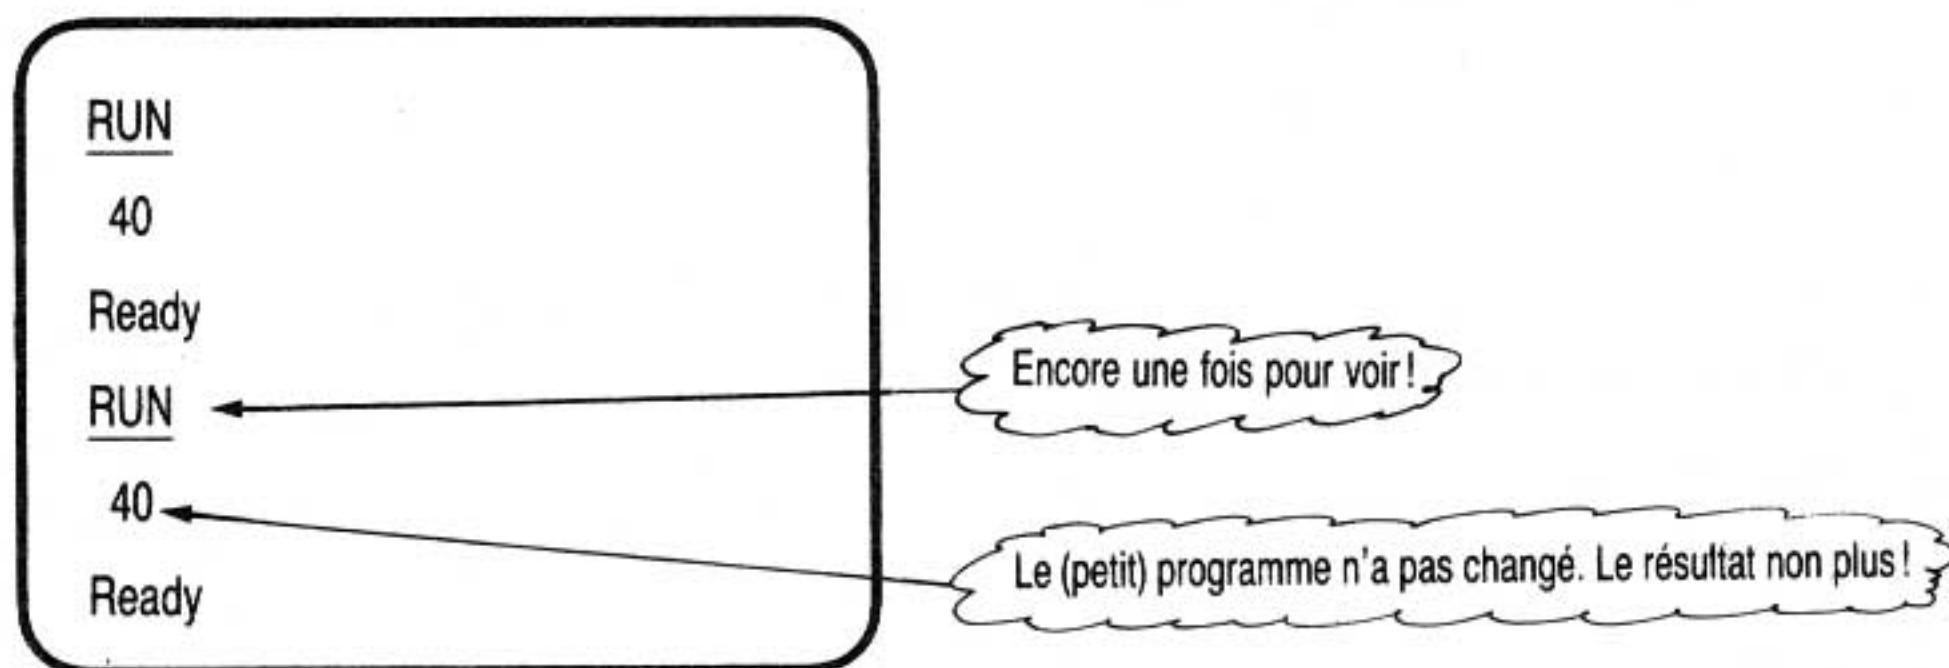 RUN
40
Ready
RUN
Encore une fois pour voir!
40
Le (petit) programme n'a pas changé. Le résultat non plus!
Ready